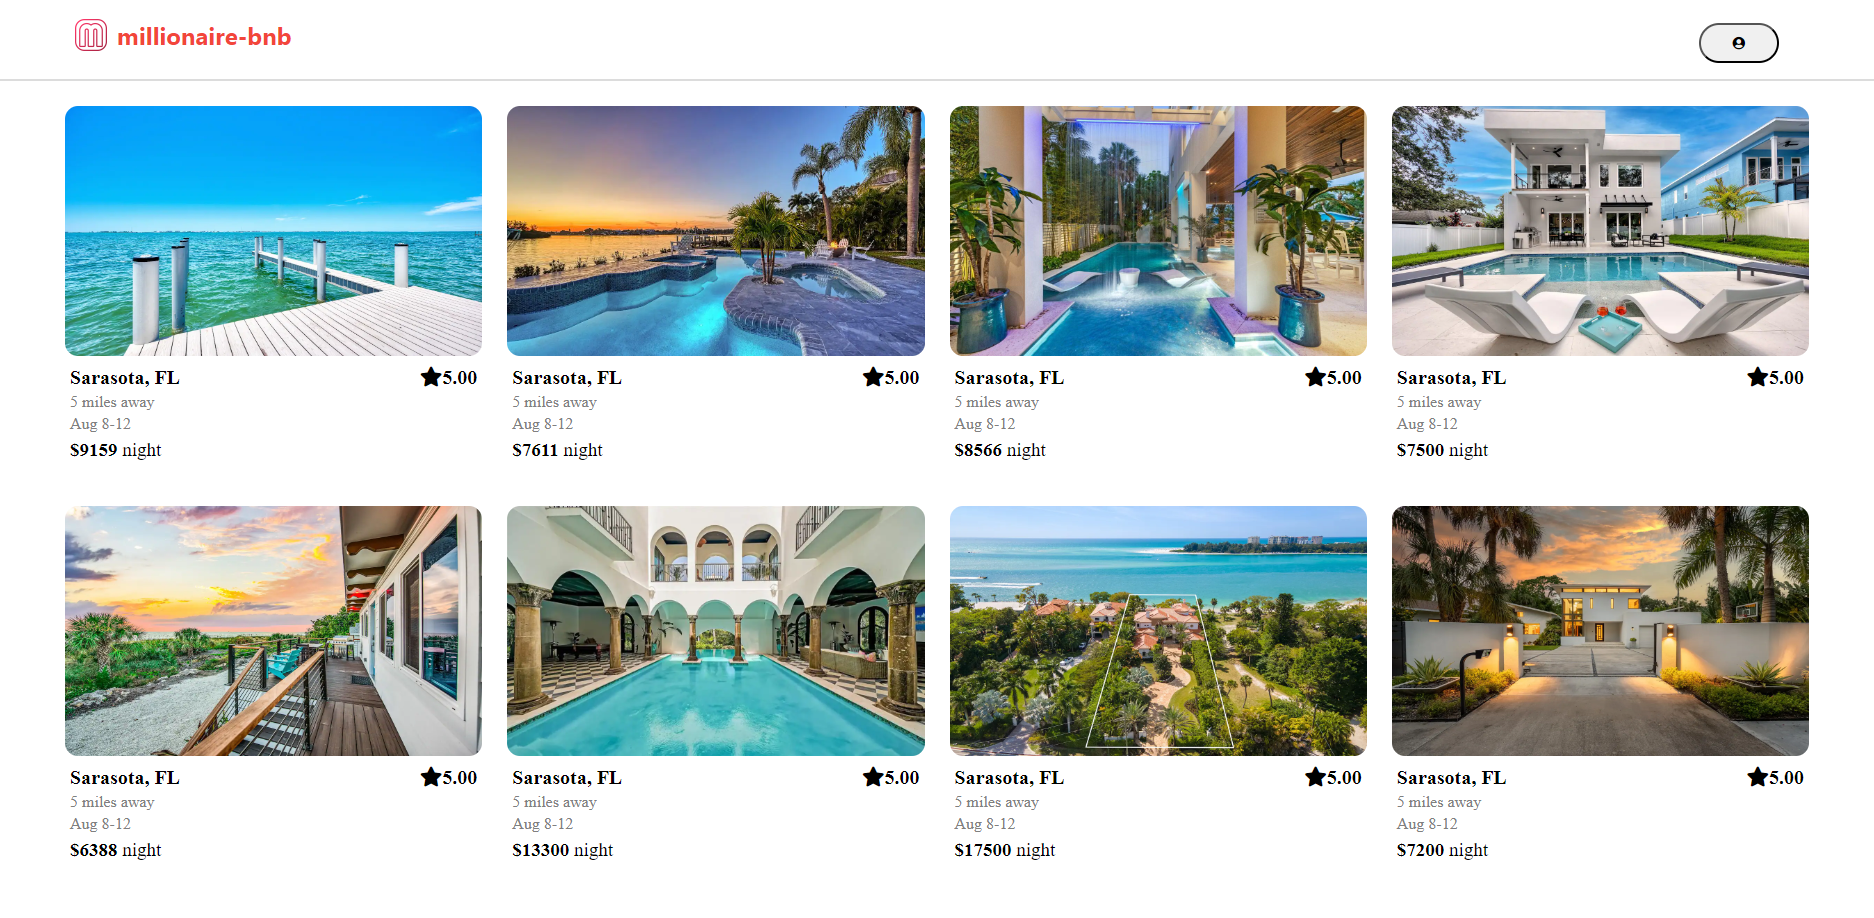 millionaire-bnb
Sarasota, FL
5.00
5 miles away
Aug 8-12
$9159 night
Sarasota, FL
5.00
5 miles away
Aug 8-12
$7611 night
Sarasota, FL
5.00
5 miles away
Aug 8-12
$8566 night
Sarasota, FL
5.00
5 miles away
Aug 8-12
$7500 night
Sarasota, FL
5.00
5 miles away
Aug 8-12
$6388 night
Sarasota, FL
5.00
5 miles away
Aug 8-12
$13300 night
Sarasota, FL
5.00
5 miles away
Aug 8-12
$17500 night
Sarasota, FL
5.00
5 miles away
Aug 8-12
$7200 night